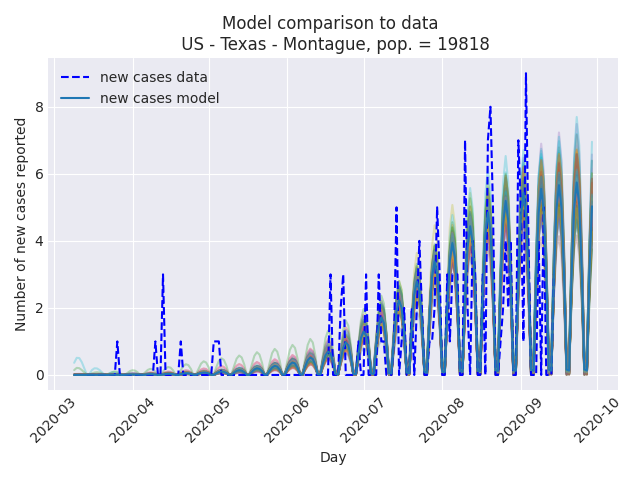 Model comparison to data
US - Texas - Montague, pop. = 19818
new cases data
new cases model
Number of new cases reported
8
6
4
2
0
2020-03
2020-04
2020-05
2020-06
2020-07
2020-08
2020-09
2020-10
Day